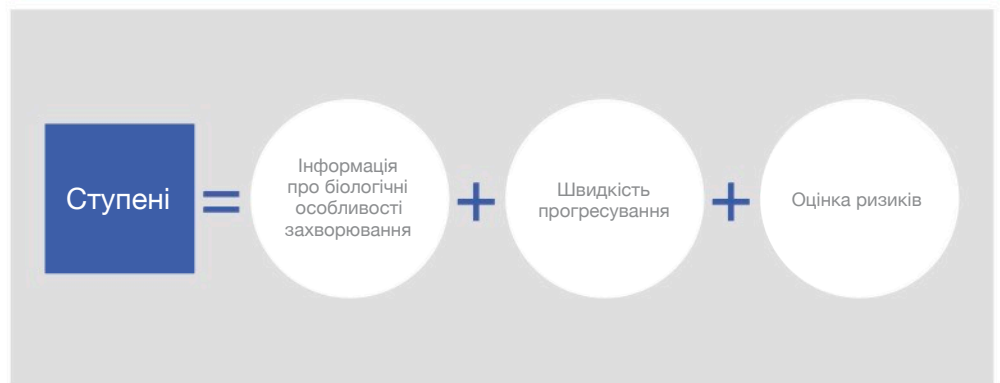 Ступені
=
Інформація
про біологічні
особливості
захворювання
+
Швидкість
прогресування
+
Оцінка ризиків